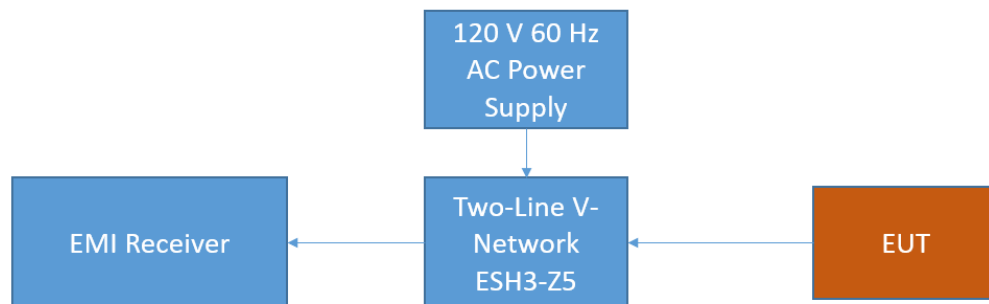 120 V 60 Hz
AC Power
Supply
EMI Receiver
Two-Line V-
Network
ESH3-Z5
EUT